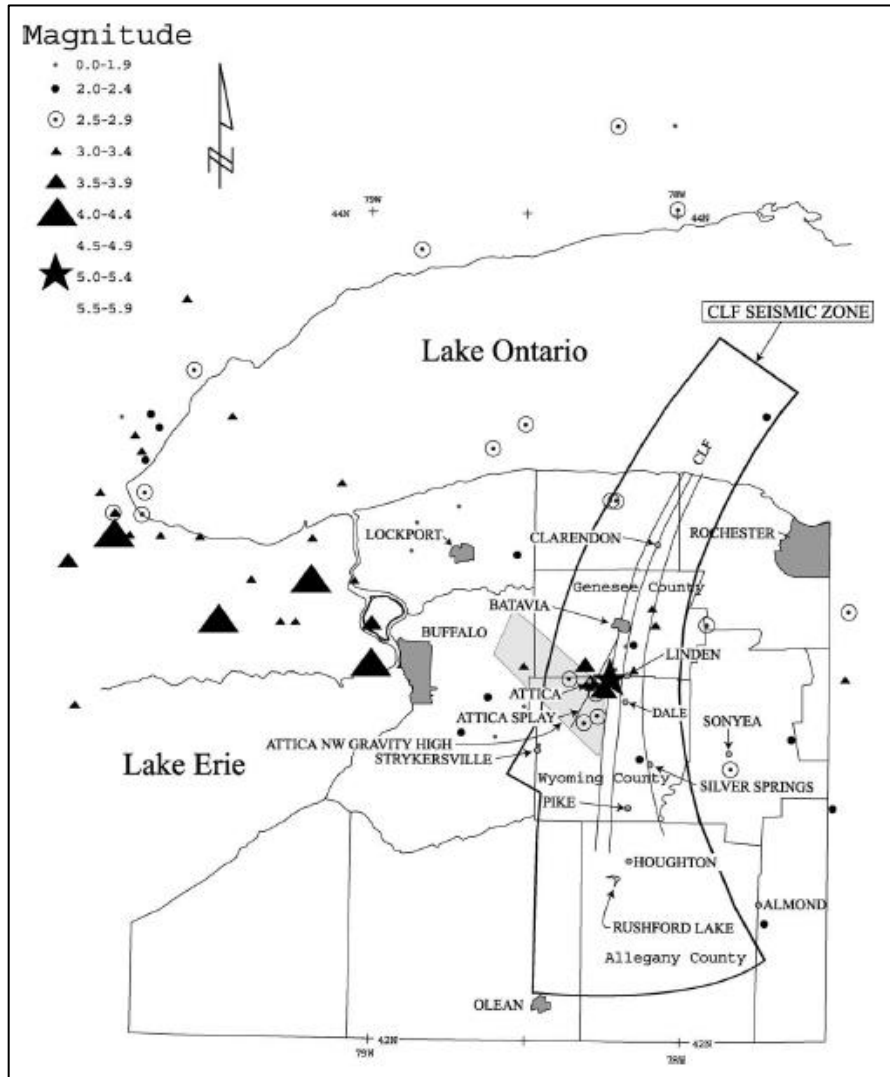 Magnitude
0.0-1.9
2.0-2.4
2.5-2.9
3.0-3.4
3.5-3.9
4.0-4.4
4.5-4.9
5.0-5.4
5.5-5.9
N
79W
44N
78W
44N
CLF SEISMIC ZONE
Lake Ontario
CLF
LOCKPORT
CLARENDON
ROCHESTER
Genesee County
BATAVIA
BUFFALO
LINDEN
ATTICA
ATTICA SPLAY
DALE
SONYEA
ATTICA NW GRAVITY HIGH
STRYKERSVILLE
Lake Erie
Wyoming County
SILVER SPRINGS
PIKE
HOUGHTON
ALMOND
RUSHFORD LAKE
Allegany County
OLEAN
42N
79W
42N
78W